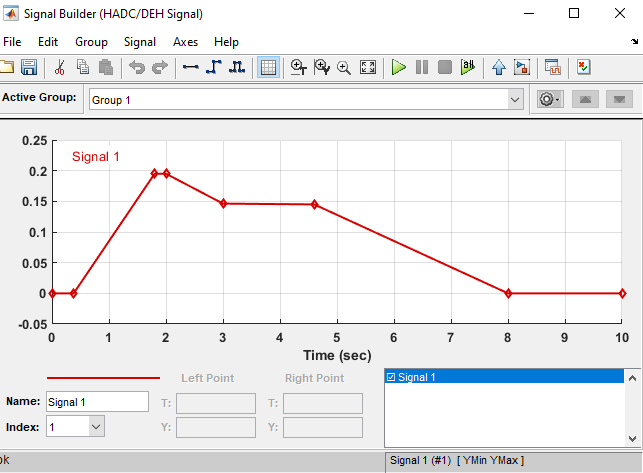 Signal Builder (HADC/DEH Signal)
File Edit Group Signal Axes Help
Active Group: Group 1
0.25
0.2
0.15
0.1
0.05
0
-0.05
Signal 1
0 1 2 3 4 5 6 7 8 9 10
Time (sec)
Left Point Right Point
Name: Signal 1 T: T:
Index: 1 Y: Y:
Signal 1
ok
Signal 1 (#1) [ YMin YMax ]